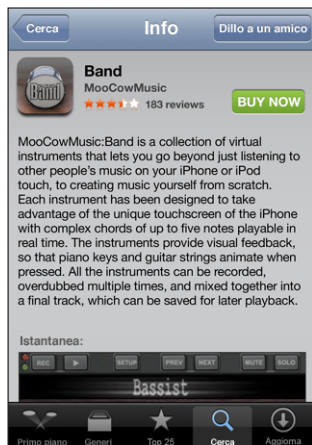 Cerca Info Dillo a un amico
Band
Band
MooCowMusic
183 reviews BUY NOW
MooCowMusic:Band is a collection of virtual
instruments that lets you go beyond just listening to
other people's music on your iPhone or iPod
touch, to creating music yourself from scratch.
Each instrument has been designed to take
advantage of the unique touchscreen of the iPhone
with complex chords of up to five notes playable in
real time. The instruments provide visual feedback,
so that piano keys and guitar strings animate when
pressed. All the instruments can be recorded,
overdubbed multiple times, and mixed together into
a final track, which can be saved for later playback.
Istantanea:
REC SETUP PREV NEXT MUTE SOLO
Bassist
Primo piano Generi Top 25 Cerca Aggiorna